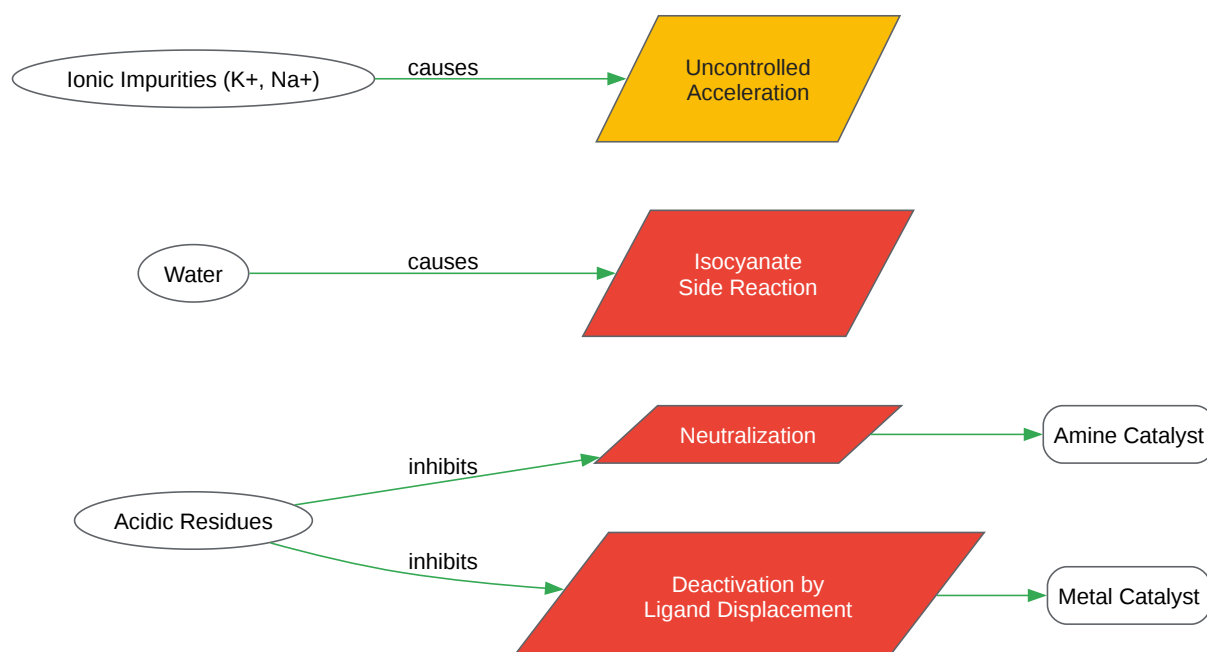 Ionic Impurities (K+, Na+)
causes
Uncontrolled
Acceleration
Water
causes
Isocyanate
Side Reaction
Acidic Residues
inhibits
Neutralization
Amine Catalyst
inhibits
Deactivation by
Ligand Displacement
Metal Catalyst